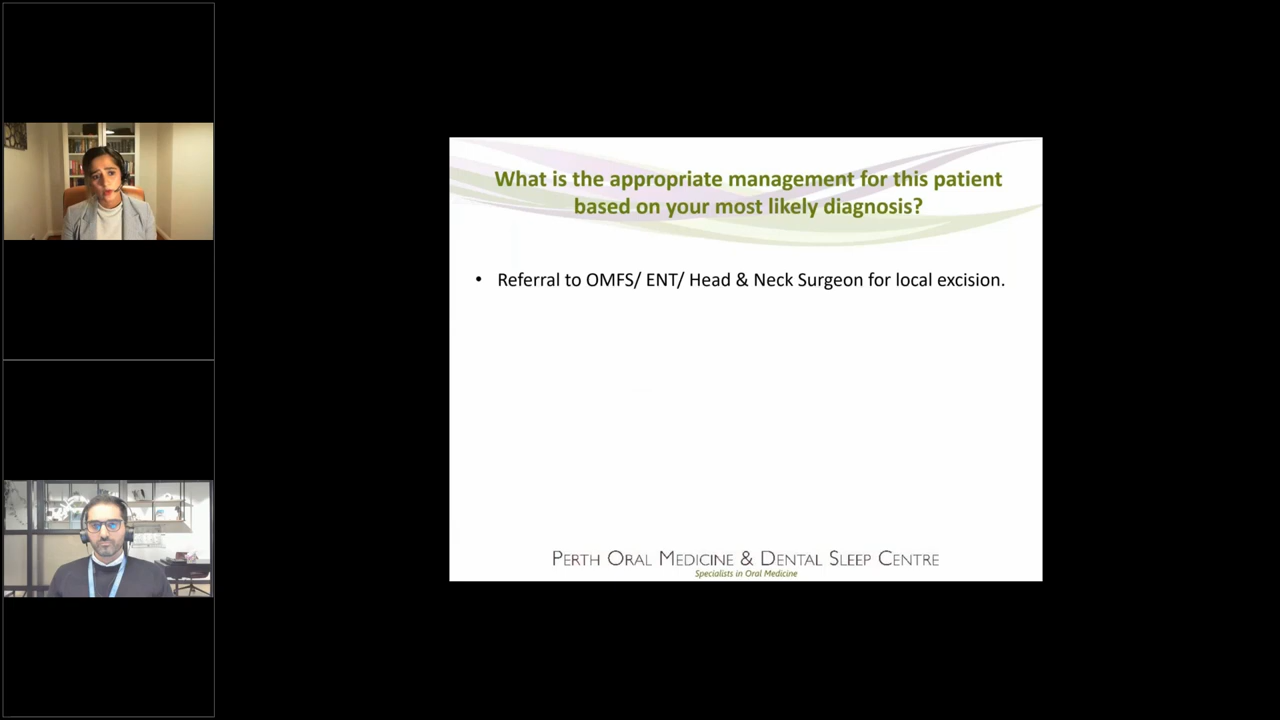 What is the appropriate management for this patient
based on your most likely diagnosis?
• Referral to OMFS/ ENT/ Head & Neck Surgeon for local excision.
PERTH ORAL MEDICINE & DENTAL SLEEP CENTRE
Specialists in Oral Medicine